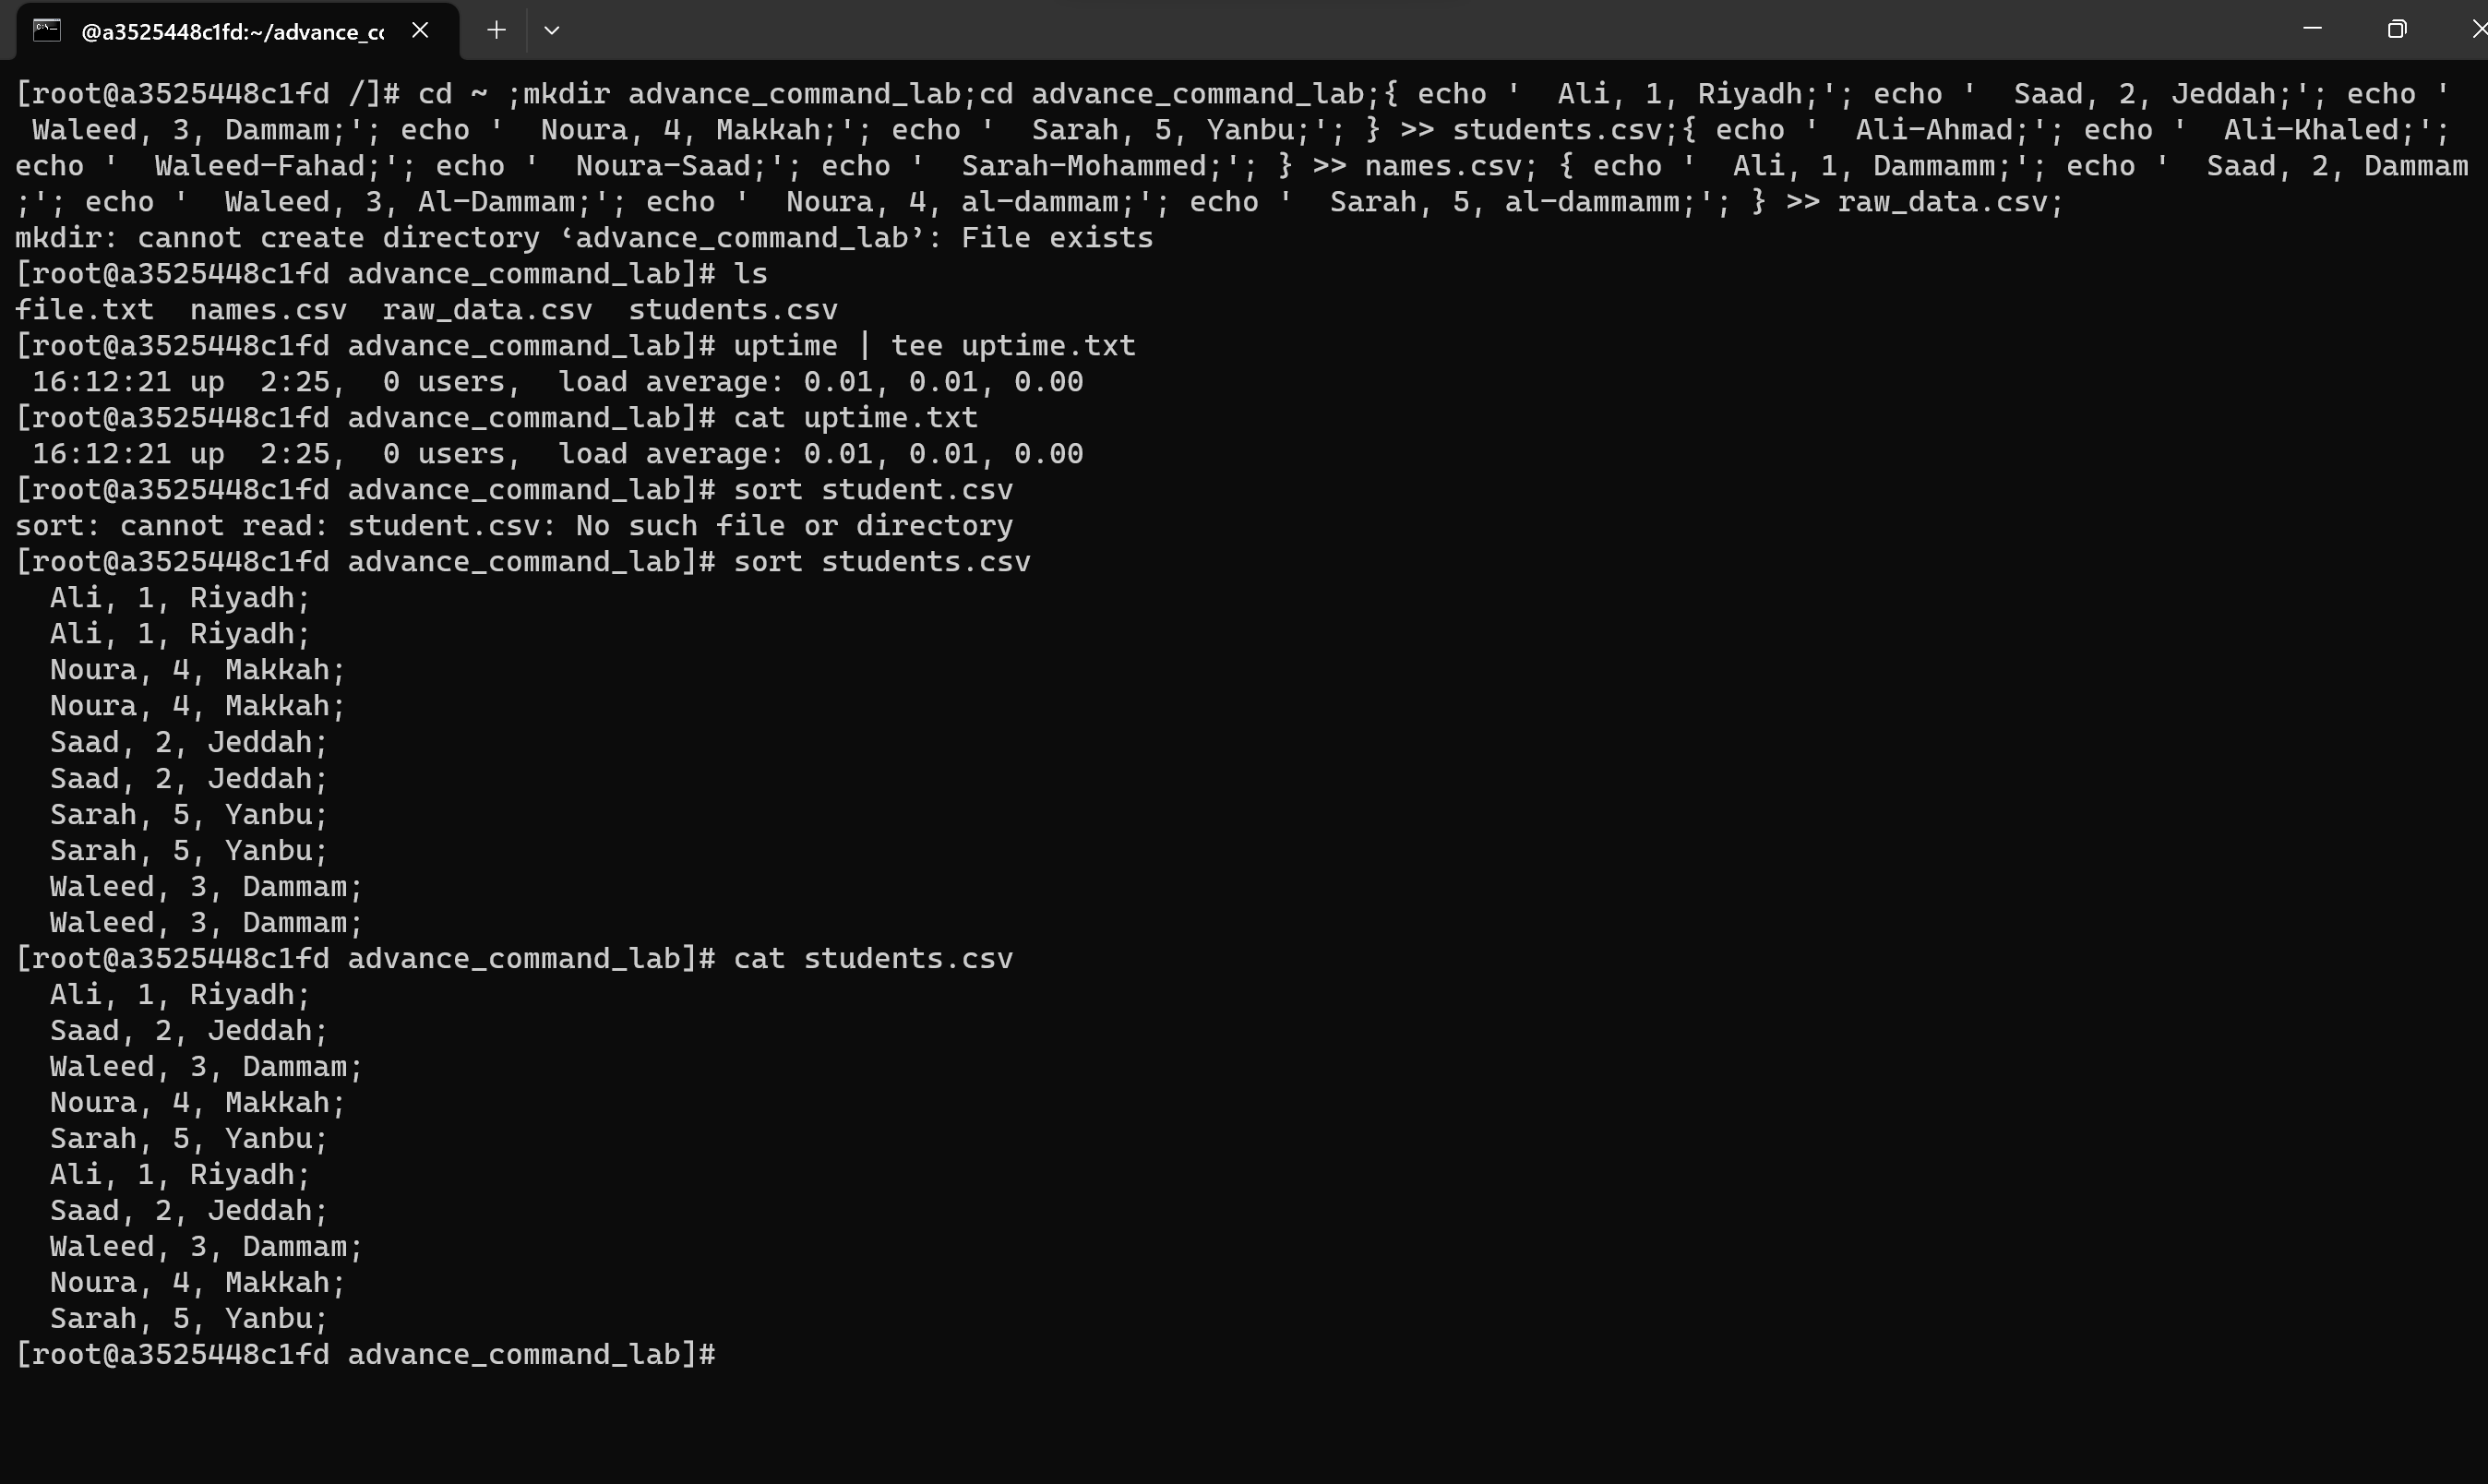 @a3525448c1fd:~/advance_cc
[root@a3525448c1fd /]# cd ~ ;mkdir advance_command_lab;cd advance_command_lab;{ echo '  Ali, 1, Riyadh;'; echo '  Saad, 2, Jeddah;'; echo '
 Waleed, 3, Dammam;'; echo '  Noura, 4, Makkah;'; echo '  Sarah, 5, Yanbu;'; } >> students.csv;{ echo '  Ali-Ahmad;'; echo '  Ali-Khaled;';
echo '  Waleed-Fahad;'; echo '  Noura-Saad;'; echo '  Sarah-Mohammed;'; } >> names.csv; { echo '  Ali, 1, Dammamm;'; echo '  Saad, 2, Dammam
;'; echo '  Waleed, 3, Al-Dammam;'; echo '  Noura, 4, al-dammam;'; echo '  Sarah, 5, al-dammamm;'; } >> raw_data.csv;
mkdir: cannot create directory ‘advance_command_lab’: File exists
[root@a3525448c1fd advance_command_lab]# ls
file.txt  names.csv  raw_data.csv  students.csv
[root@a3525448c1fd advance_command_lab]# uptime | tee uptime.txt
 16:12:21 up  2:25,  0 users,  load average: 0.01, 0.01, 0.00
[root@a3525448c1fd advance_command_lab]# cat uptime.txt
 16:12:21 up  2:25,  0 users,  load average: 0.01, 0.01, 0.00
[root@a3525448c1fd advance_command_lab]# sort student.csv
sort: cannot read: student.csv: No such file or directory
[root@a3525448c1fd advance_command_lab]# sort students.csv
  Ali, 1, Riyadh;
  Ali, 1, Riyadh;
  Noura, 4, Makkah;
  Noura, 4, Makkah;
  Saad, 2, Jeddah;
  Saad, 2, Jeddah;
  Sarah, 5, Yanbu;
  Sarah, 5, Yanbu;
  Waleed, 3, Dammam;
  Waleed, 3, Dammam;
[root@a3525448c1fd advance_command_lab]# cat students.csv
  Ali, 1, Riyadh;
  Saad, 2, Jeddah;
  Waleed, 3, Dammam;
  Noura, 4, Makkah;
  Sarah, 5, Yanbu;
  Ali, 1, Riyadh;
  Saad, 2, Jeddah;
  Waleed, 3, Dammam;
  Noura, 4, Makkah;
  Sarah, 5, Yanbu;
[root@a3525448c1fd advance_command_lab]#